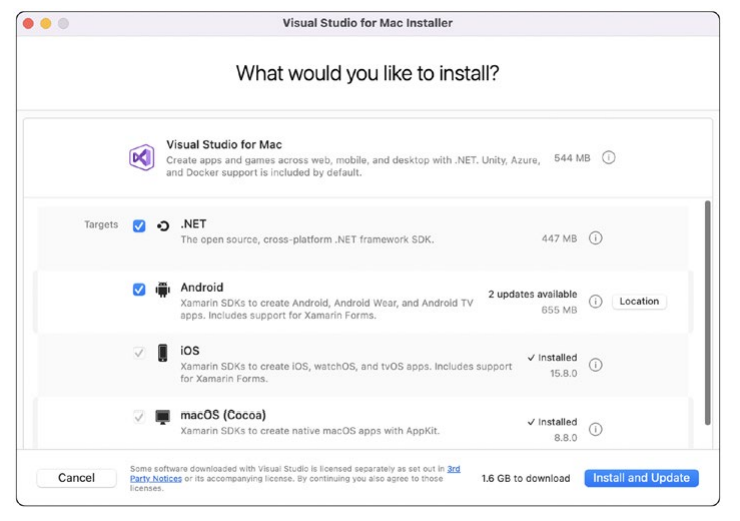 Visual Studio for Mac Installer
What would you like to install?
Visual Studio for Mac
Create apps and games across web, mobile, and desktop with .NET. Unity, Azure,
and Docker support is included by default.
544 MB
Targets
.NET
The open source, cross-platform .NET framework SDK.
447 MB
Android
Xamarin SDKs to create Android, Android Wear, and Android TV
apps. Includes support for Xamarin Forms.
2 updates available
655 MB
Location
iOS
Xamarin SDKs to create iOS, watchOS, and tvOS apps. Includes support
for Xamarin Forms.
✓ Installed
15.8.0
macOS (Cocoa)
Xamarin SDKs to create native macOS apps with AppKit.
✓ Installed
8.8.0
Cancel
Some software downloaded with Visual Studio is licensed separately as set out in 3rd
Party Notices or its accompanying license. By continuing you also agree to those
licenses.
1.6 GB to download
Install and Update